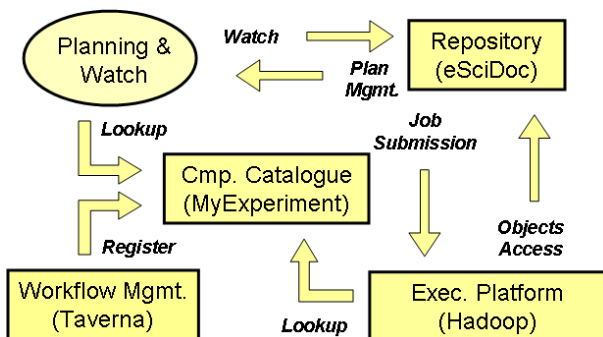 Planning &
Watch
Watch
Repository
(eSciDoc)
Plan
Mgmt.
Lookup
Job
Submission
Cmp. Catalogue
(MyExperiment)
Register
Objects
Access
Workflow Mgmt.
(Taverna)
Lookup
Exec. Platform
(Hadoop)